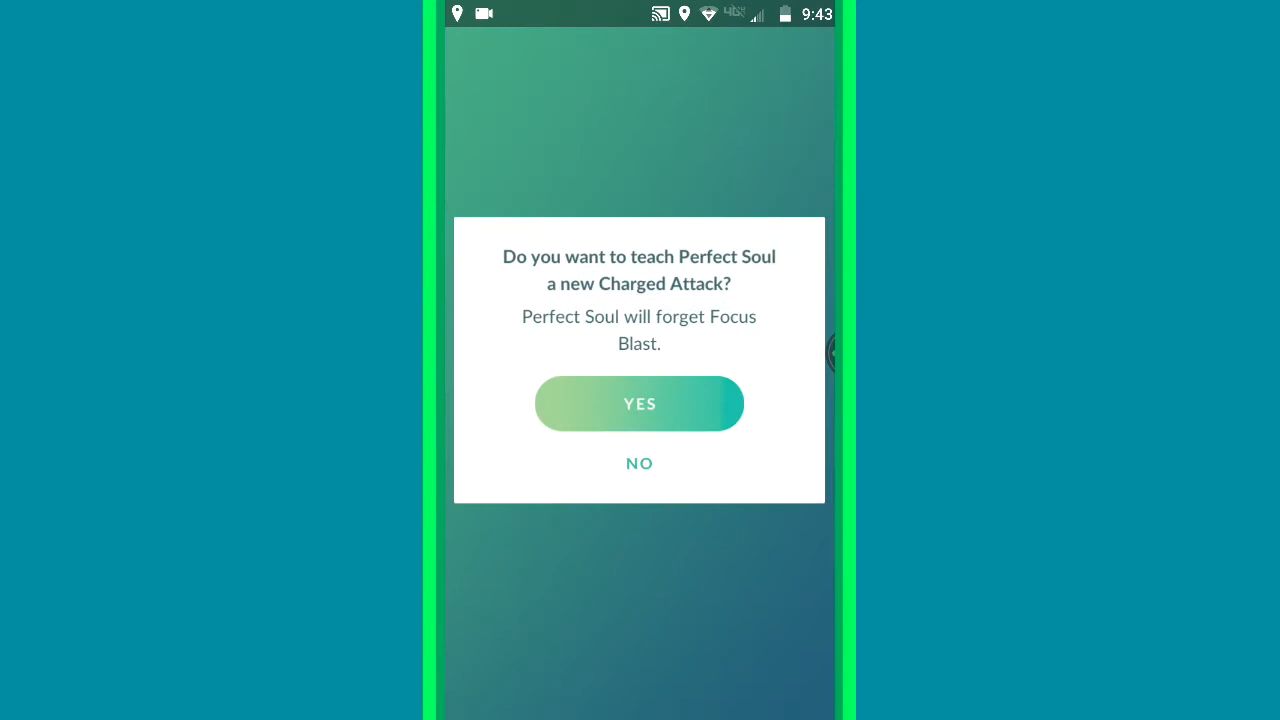 9:43
Do you want to teach Perfect Soul
a new Charged Attack?
Perfect Soul will forget Focus
Blast.
YES
NO